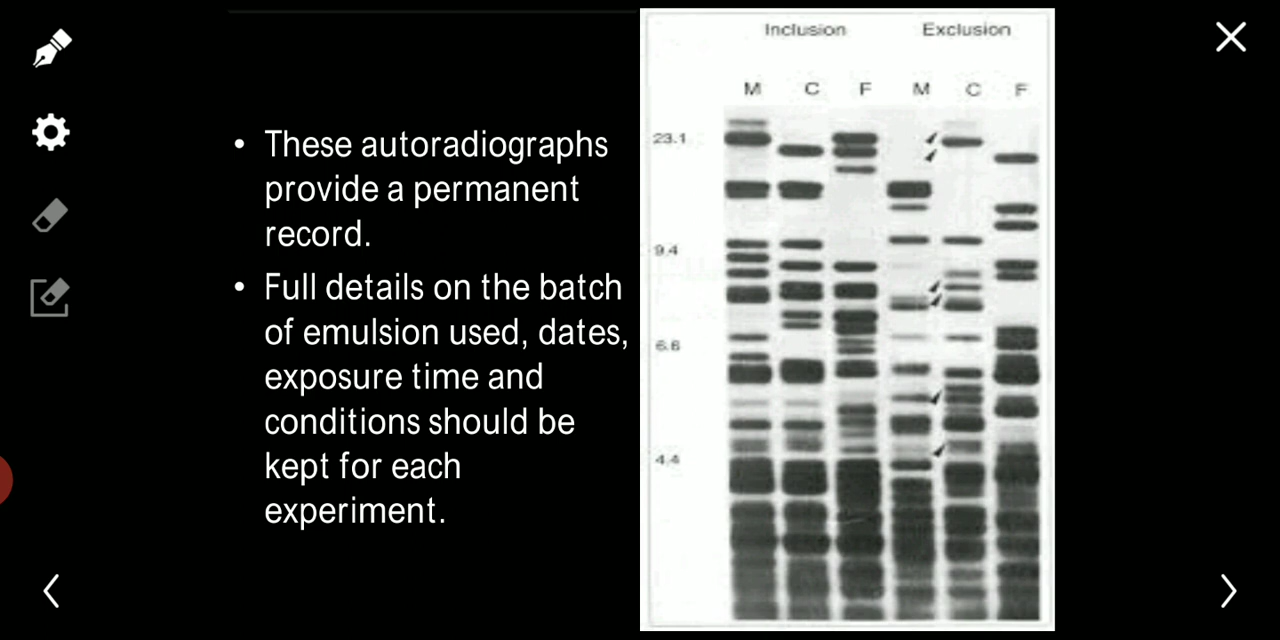 • These autoradiographs
provide a permanent
record.
• Full details on the batch
of emulsion used, dates,
exposure time and
conditions should be
kept for each
experiment.
Inclusion Exclusion
M C F M C F
23.1
9.4
6.6
4.4